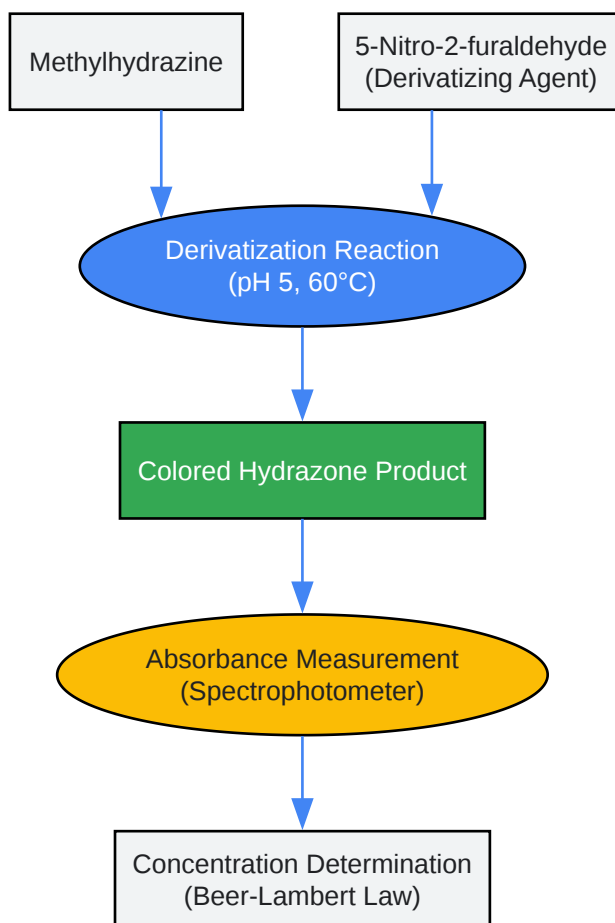 Methylhydrazine
5-Nitro-2-furaldehyde
(Derivatizing Agent)
Derivatization Reaction
(pH 5, 60°C)
Colored Hydrazone Product
Absorbance Measurement
(Spectrophotometer)
Concentration Determination
(Beer-Lambert Law)